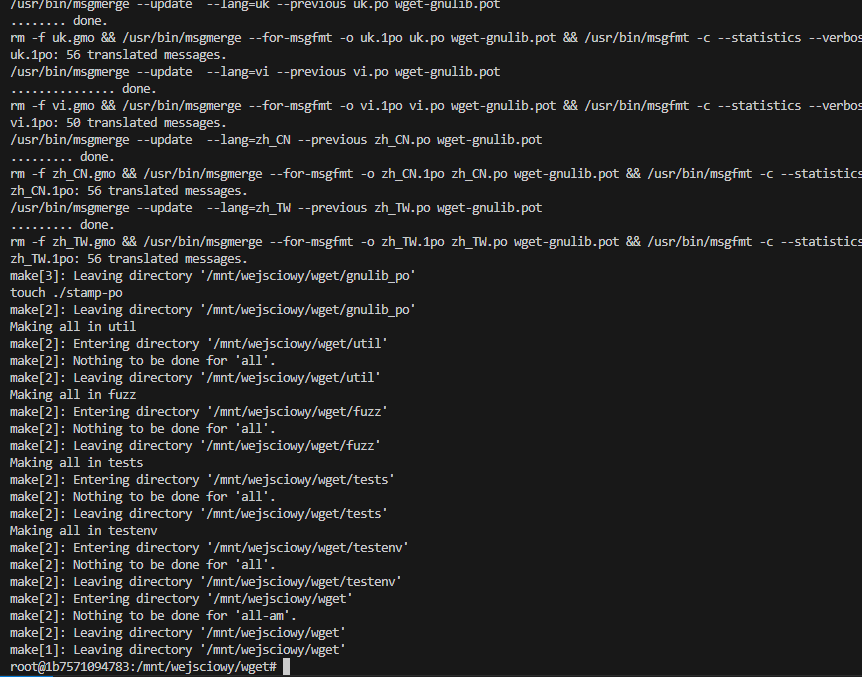 /usr/bin/msgmerge --update  --lang=uk --previous uk.po wget-gnulib.pot
........ done.
rm -f uk.gmo && /usr/bin/msgmerge --for-msgfmt -o uk.1po uk.po wget-gnulib.pot && /usr/bin/msgfmt -c --statistics --verbos
uk.1po: 56 translated messages.
/usr/bin/msgmerge --update  --lang=vi --previous vi.po wget-gnulib.pot
............... done.
rm -f vi.gmo && /usr/bin/msgmerge --for-msgfmt -o vi.1po vi.po wget-gnulib.pot && /usr/bin/msgfmt -c --statistics --verbos
vi.1po: 50 translated messages.
/usr/bin/msgmerge --update  --lang=zh_CN --previous zh_CN.po wget-gnulib.pot
......... done.
rm -f zh_CN.gmo && /usr/bin/msgmerge --for-msgfmt -o zh_CN.1po zh_CN.po wget-gnulib.pot && /usr/bin/msgfmt -c --statistics
zh_CN.1po: 56 translated messages.
/usr/bin/msgmerge --update  --lang=zh_TW --previous zh_TW.po wget-gnulib.pot
......... done.
rm -f zh_TW.gmo && /usr/bin/msgmerge --for-msgfmt -o zh_TW.1po zh_TW.po wget-gnulib.pot && /usr/bin/msgfmt -c --statistics
zh_TW.1po: 56 translated messages.
make[3]: Leaving directory '/mnt/wejsciowy/wget/gnulib_po'
touch ./stamp-po
make[2]: Leaving directory '/mnt/wejsciowy/wget/gnulib_po'
Making all in util
make[2]: Entering directory '/mnt/wejsciowy/wget/util'
make[2]: Nothing to be done for 'all'.
make[2]: Leaving directory '/mnt/wejsciowy/wget/util'
Making all in fuzz
make[2]: Entering directory '/mnt/wejsciowy/wget/fuzz'
make[2]: Nothing to be done for 'all'.
make[2]: Leaving directory '/mnt/wejsciowy/wget/fuzz'
Making all in tests
make[2]: Entering directory '/mnt/wejsciowy/wget/tests'
make[2]: Nothing to be done for 'all'.
make[2]: Leaving directory '/mnt/wejsciowy/wget/tests'
Making all in testenv
make[2]: Entering directory '/mnt/wejsciowy/wget/testenv'
make[2]: Nothing to be done for 'all'.
make[2]: Leaving directory '/mnt/wejsciowy/wget/testenv'
make[2]: Entering directory '/mnt/wejsciowy/wget'
make[2]: Nothing to be done for 'all-am'.
make[2]: Leaving directory '/mnt/wejsciowy/wget'
make[1]: Leaving directory '/mnt/wejsciowy/wget'
root@1b7571094783:/mnt/wejsciowy/wget#